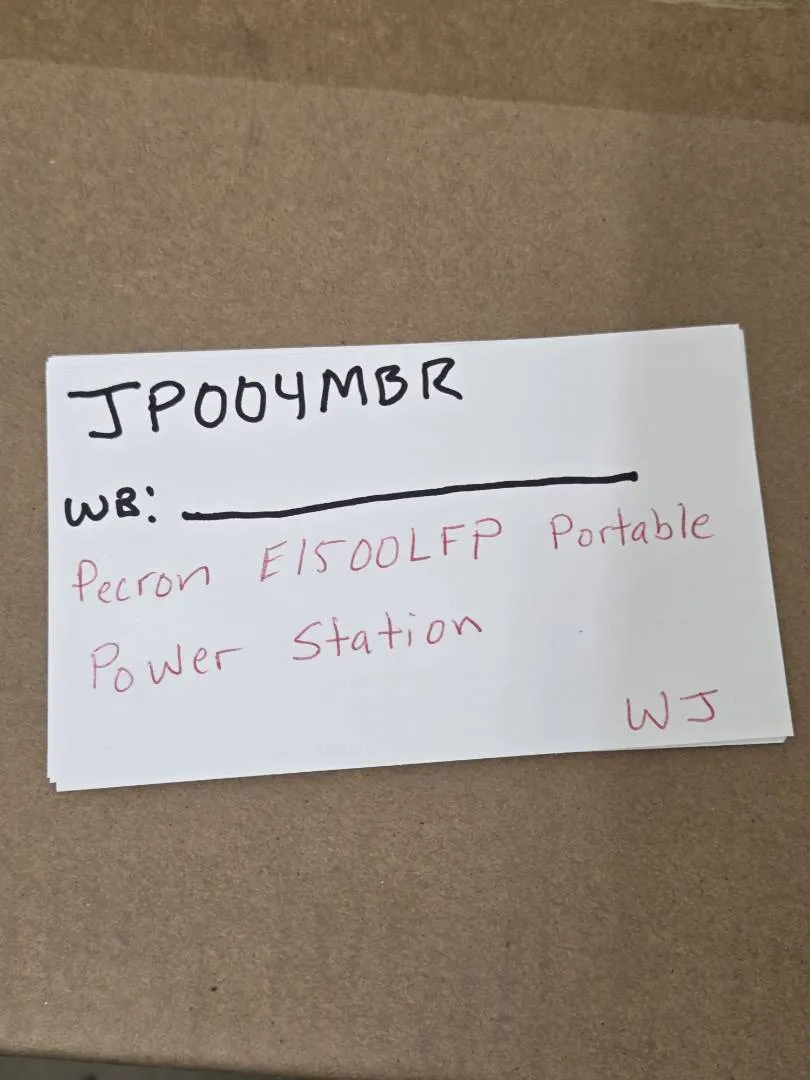 JP004MBR
WB: 
Pecron E1500LFP Portable
Power Station
WJ